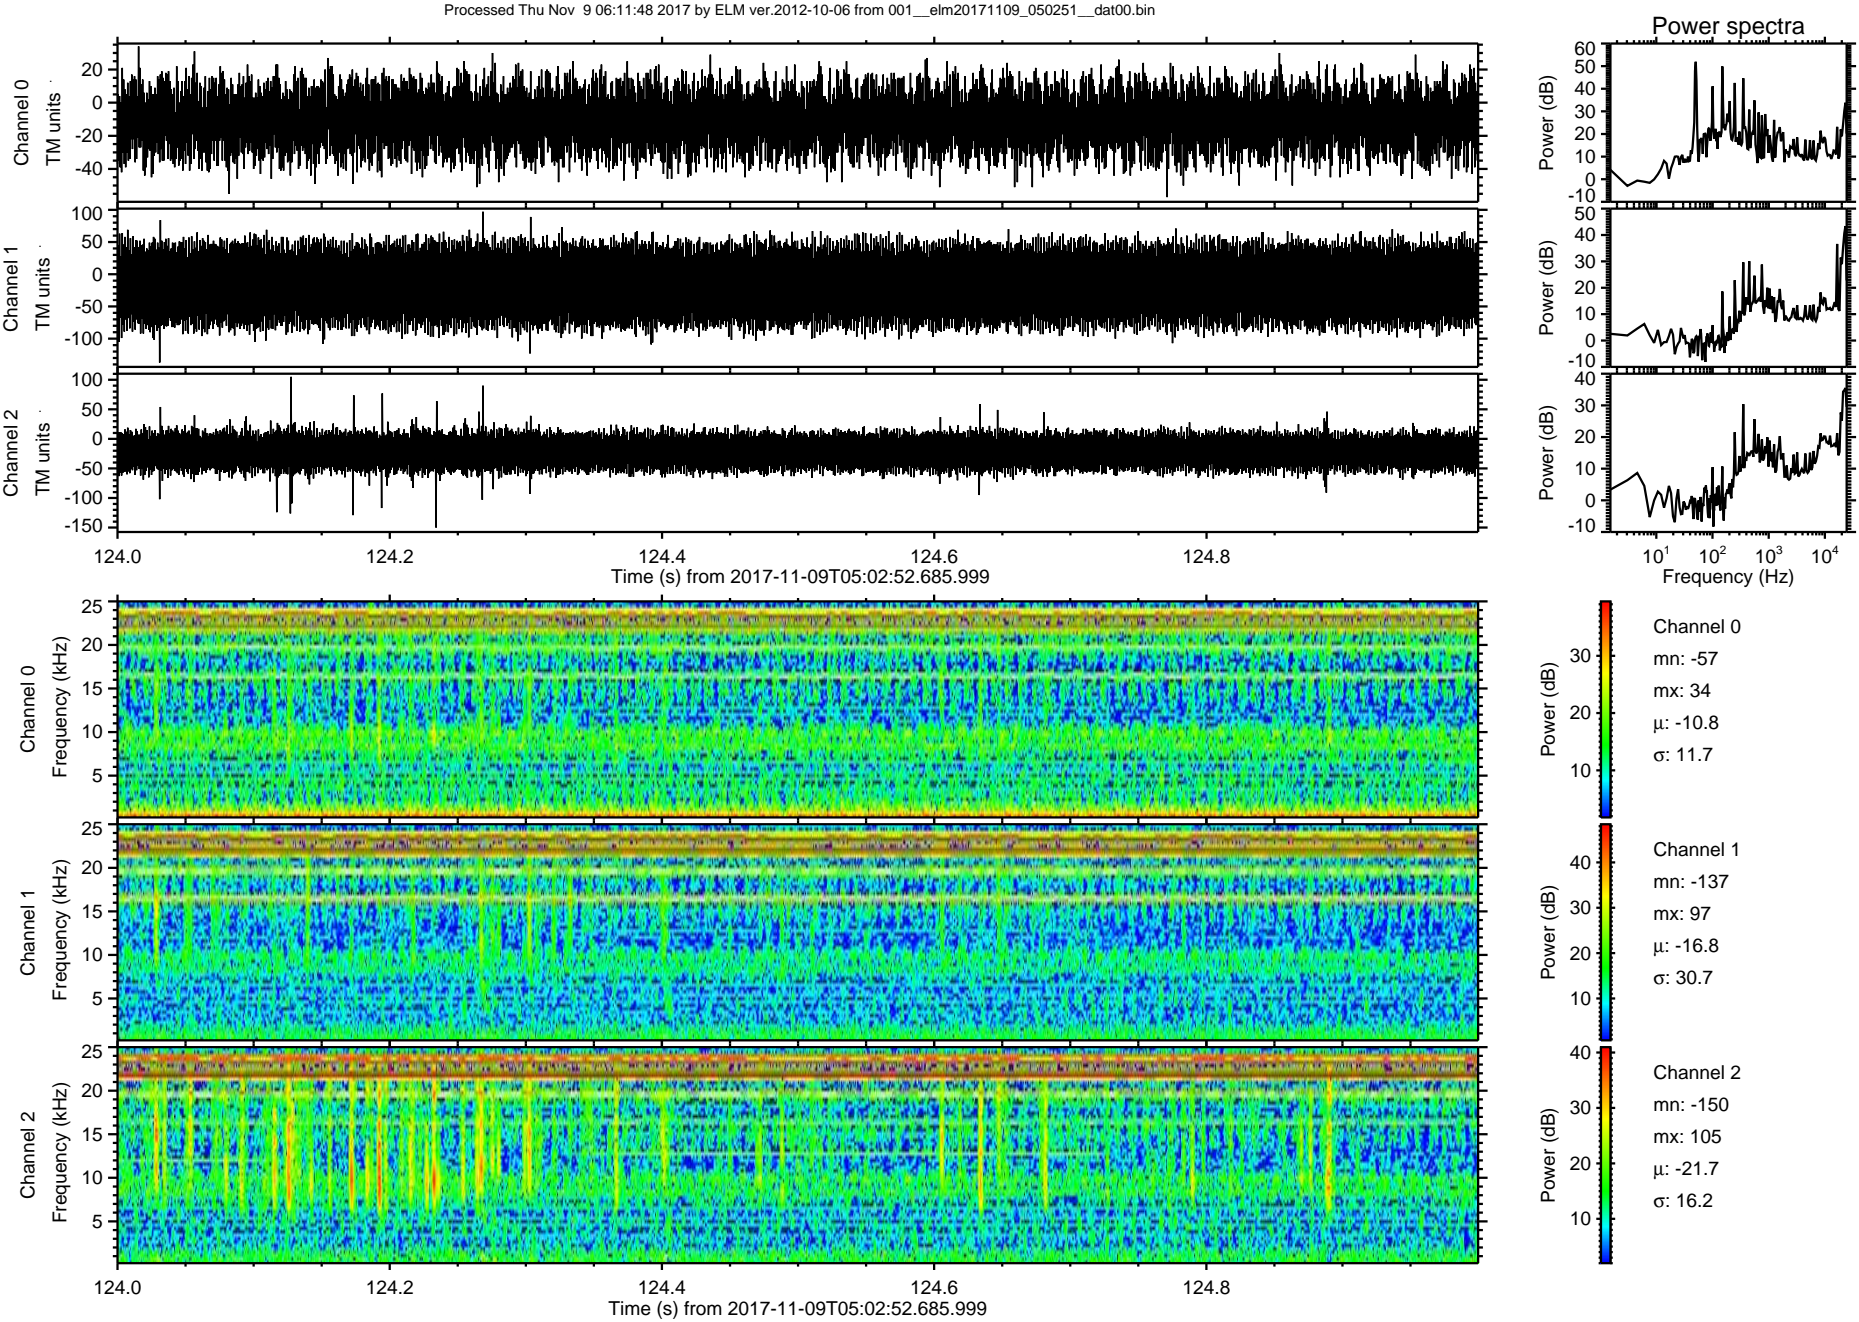 Processed Thu Nov  9 06:11:48 2017 by ELM ver.2012-10-06 from 001__elm20171109_050251__dat00.bin
Power spectra
Channel 0
TM units
20
0
-20
-40
Power (dB)
60
50
40
30
20
10
0
-10
Channel 1
TM units
100
50
0
-50
-100
Power (dB)
50
40
30
20
10
0
-10
Channel 2
TM units
100
50
0
-50
-100
-150
Power (dB)
40
30
20
10
0
-10
124.0 124.2 124.4 124.6 124.8
Time (s) from 2017-11-09T05:02:52.685.999
10¹ 10² 10³ 10⁴
Frequency (Hz)
Channel 0
Frequency (kHz)
25
20
15
10
5
Power (dB)
30
20
10
Channel 0
mn: -57
mx: 34
μ: -10.8
σ: 11.7
Channel 1
Frequency (kHz)
25
20
15
10
5
Power (dB)
40
30
20
10
Channel 1
mn: -137
mx: 97
μ: -16.8
σ: 30.7
Channel 2
Frequency (kHz)
25
20
15
10
5
Power (dB)
40
30
20
10
Channel 2
mn: -150
mx: 105
μ: -21.7
σ: 16.2
124.0 124.2 124.4 124.6 124.8
Time (s) from 2017-11-09T05:02:52.685.999